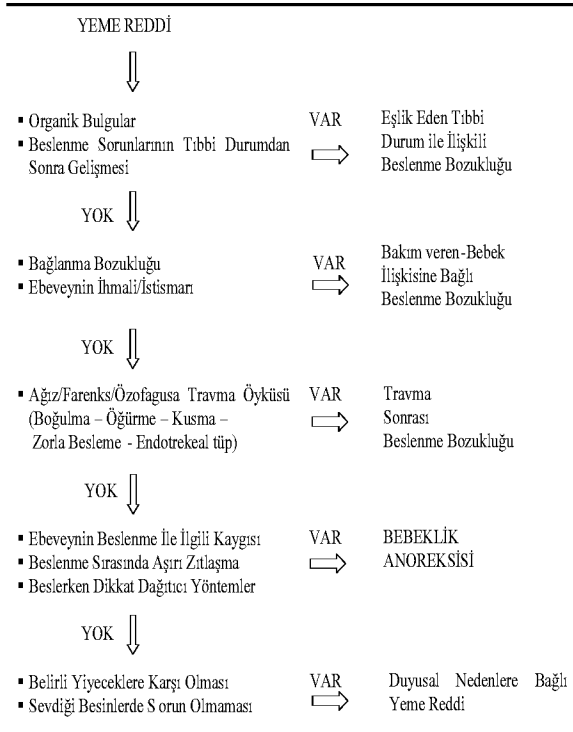 YEME REDDİ
▪ Organik Bulgular
▪ Beslenme Sorunlarının Tıbbi Durumdan
Sonra Gelişmesi
VAR
Eşlik Eden Tıbbi
Durum ile İlişkili
Beslenme Bozukluğu
YOK
▪ Bağlanma Bozukluğu
▪ Ebeveynin İhmali/İstismarı
VAR
Bakım veren-Bebek
İlişkisine Bağlı
Beslenme Bozukluğu
YOK
▪ Ağız/Farenks/Özofagusa Travma Öyküsü
(Boğulma – Öğürme – Kusma –
Zorla Besleme - Endotrekeal tüp)
VAR
Travma
Sonrası
Beslenme Bozukluğu
YOK
▪ Ebeveynin Beslenme İle İlgili Kaygısı
▪ Beslenme Sırasında Aşırı Zıtlaşma
▪ Beslerken Dikkat Dağıtıcı Yöntemler
VAR
BEBEKLİK
ANOREKSİSİ
YOK
▪ Belirli Yiyeceklere Karşı Olması
▪ Sevdiği Besinlerde Sorun Olmaması
VAR
Duyusal Nedenlere Bağlı
Yeme Reddi